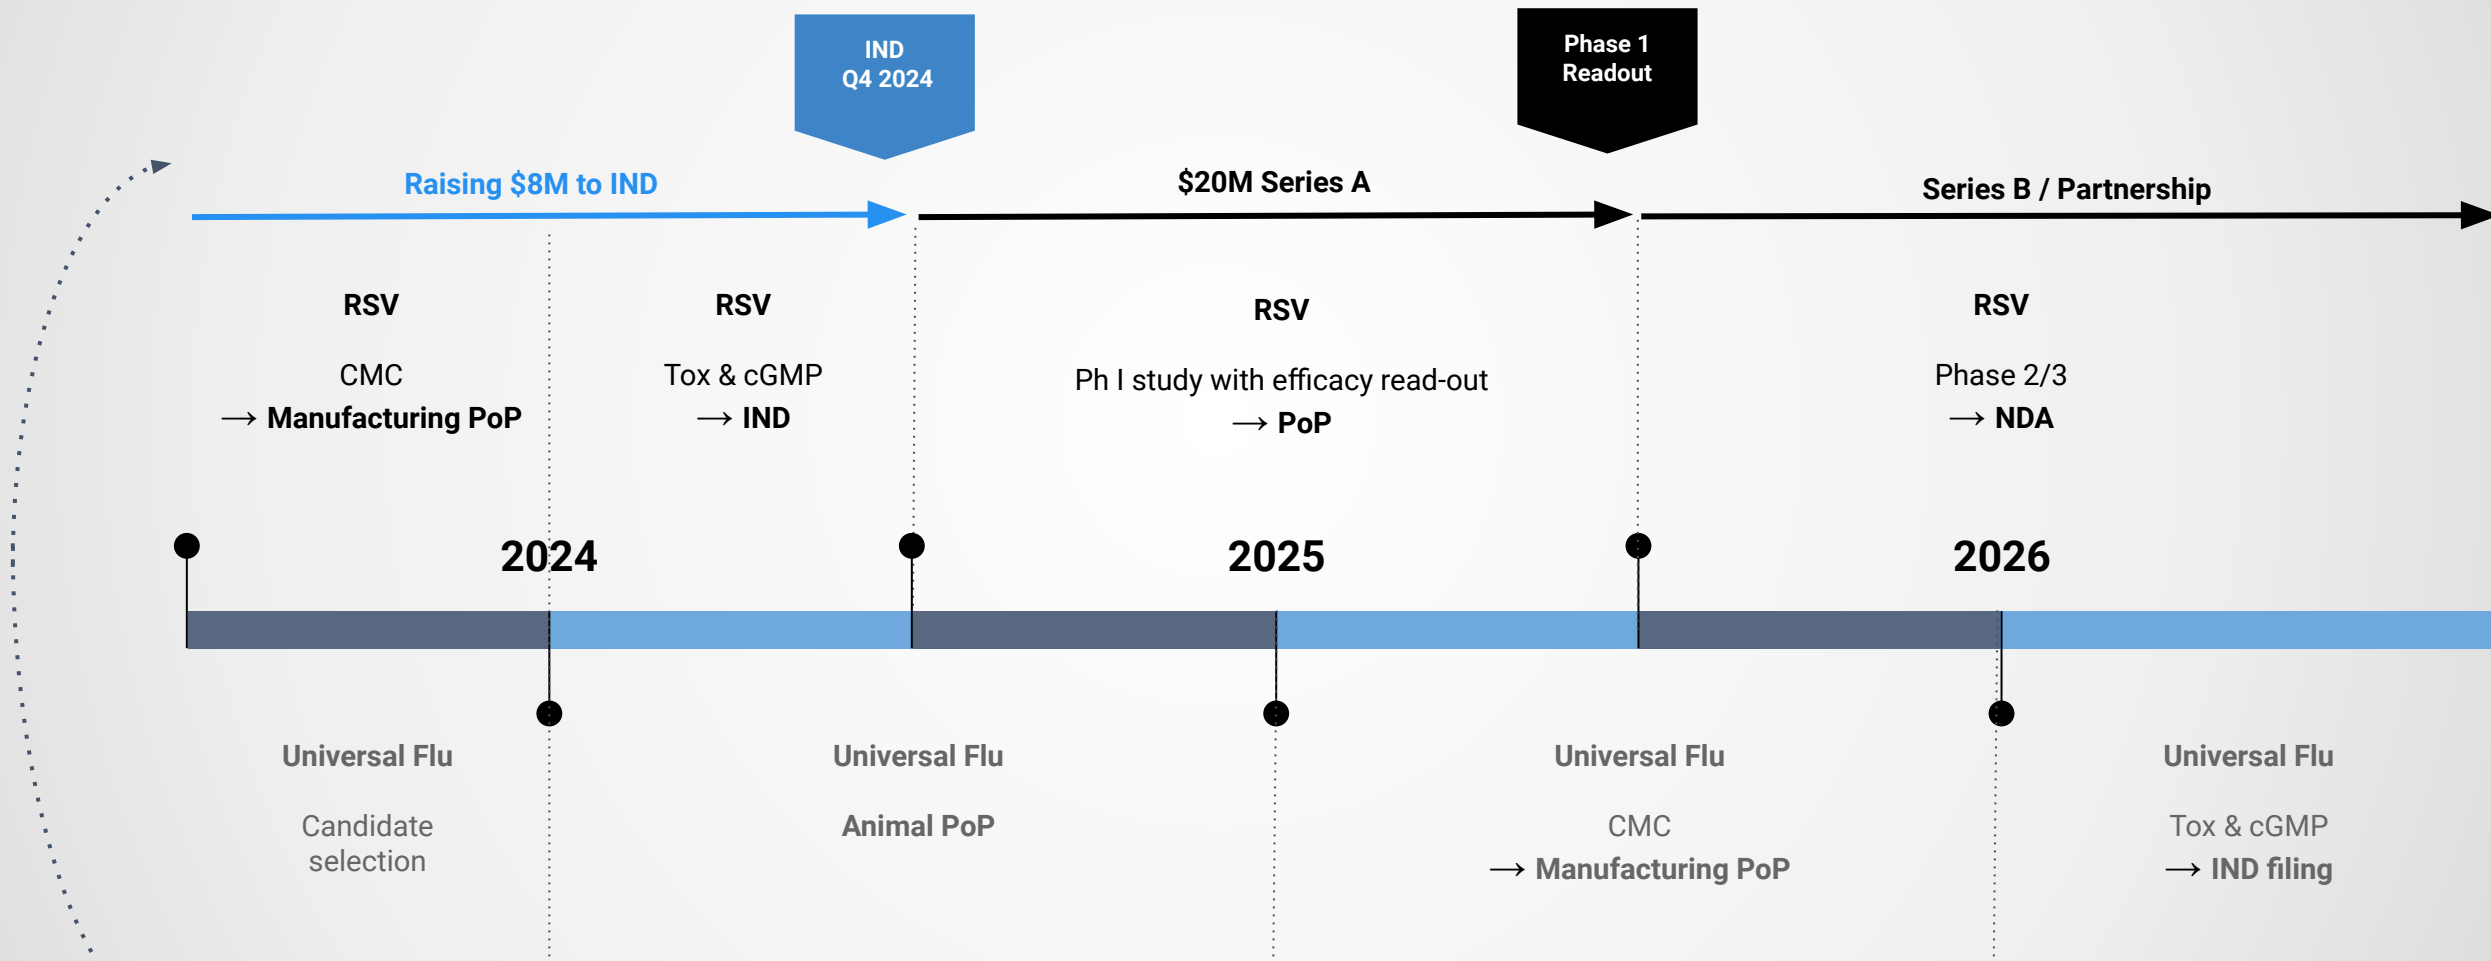 IND
Q4 2024
Phase 1
Readout
Raising $8M to IND
$20M Series A
Series B / Partnership
RSV
CMC
→ Manufacturing PoP
RSV
Tox & cGMP
→ IND
RSV
Ph I study with efficacy read-out
→ PoP
RSV
Phase 2/3
→ NDA
2024
2025
2026
Universal Flu
Candidate
selection
Universal Flu
Animal PoP
Universal Flu
CMC
→ Manufacturing PoP
Universal Flu
Tox & cGMP
→ IND filing